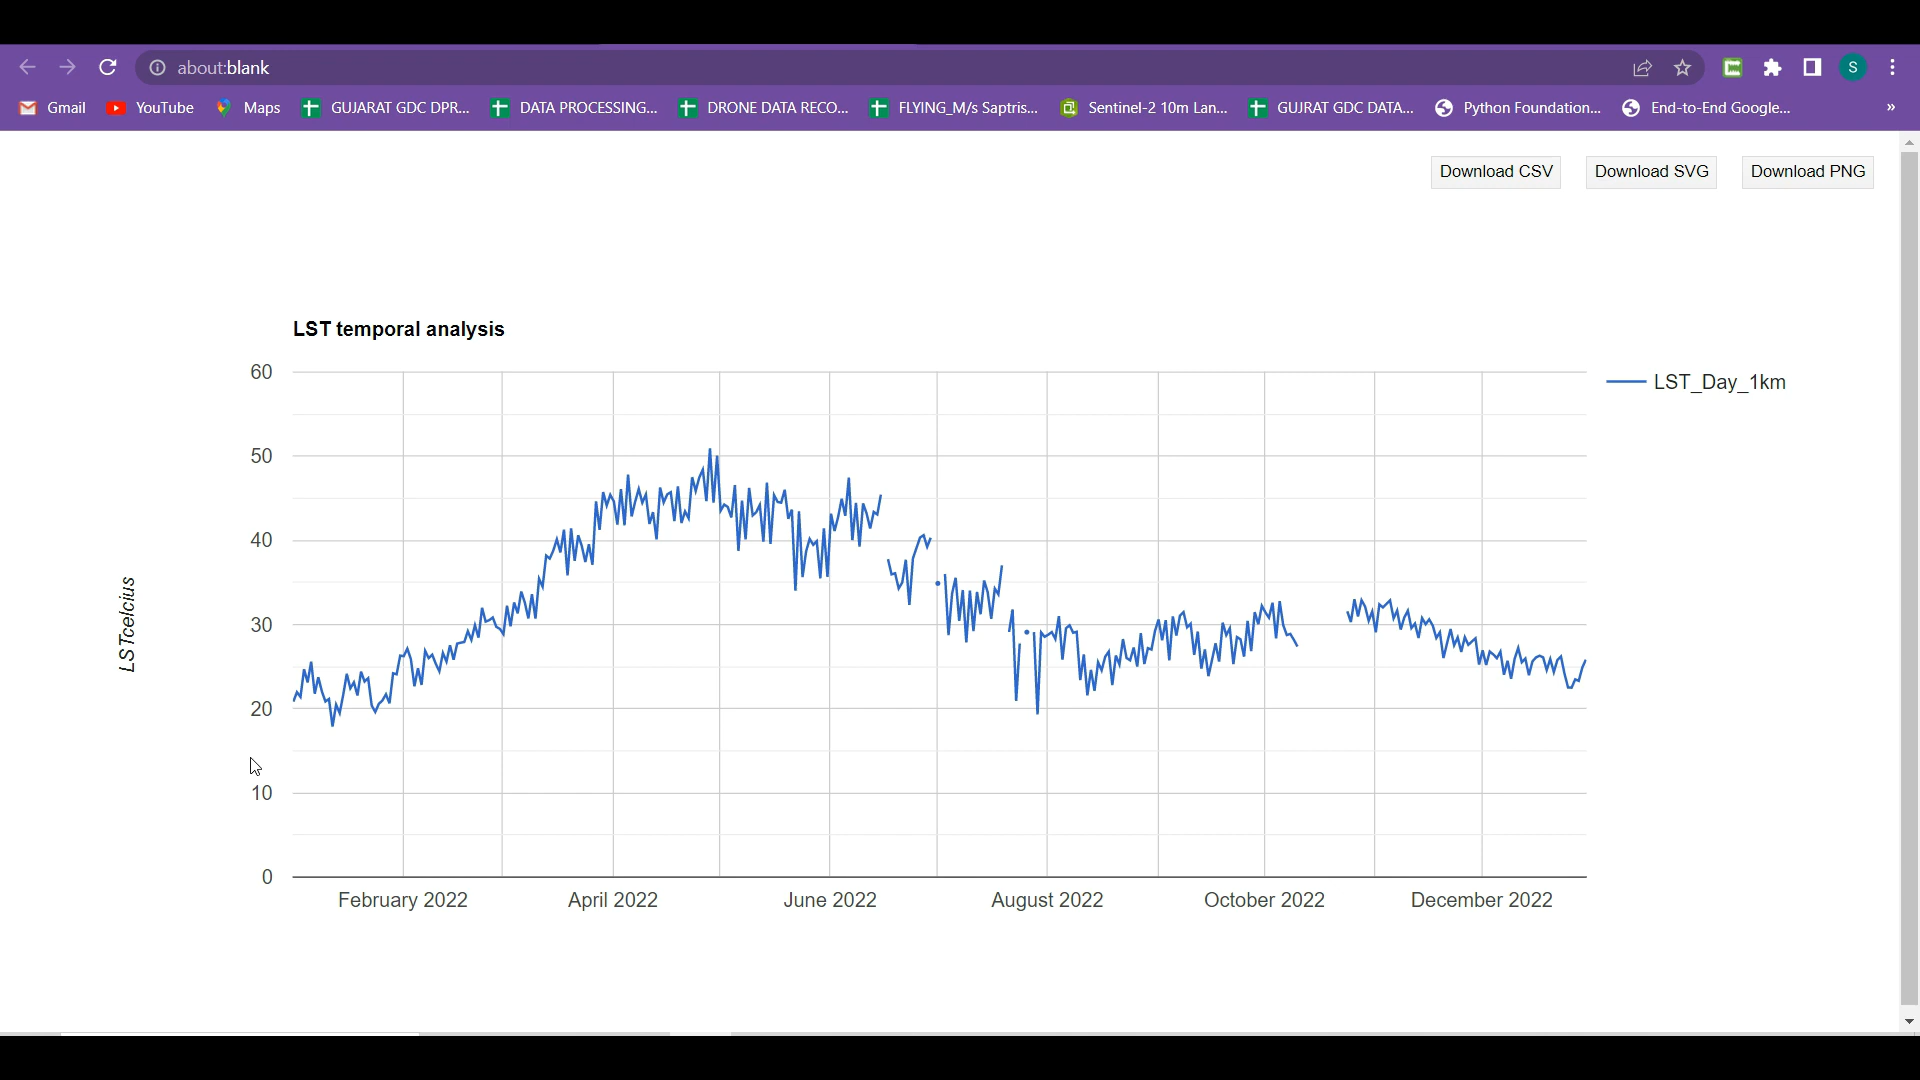 about:blank
S
Gmail YouTube Maps GUJARAT GDC DPR... DATA PROCESSING... DRONE DATA RECO... FLYING_M/s Saptris... Sentinel-2 10m Lan... GUJRAT GDC DATA... Python Foundation... End-to-End Google... »
Download CSV Download SVG Download PNG
LST temporal analysis
60
LST_Day_1km
50
40
LSTcelcius
30
20
10
0
February 2022 April 2022 June 2022 August 2022 October 2022 December 2022